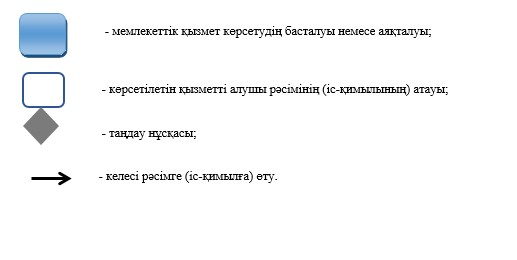 - мемлекеттік қызмет көрсетудің басталуы немесе аяқталуы;
- көрсетілетін қызметті алушы рәсімінің (іс-қимылының) атауы;
- таңдау нұсқасы;
- келесі рәсімге (іс-қимылға) өту.